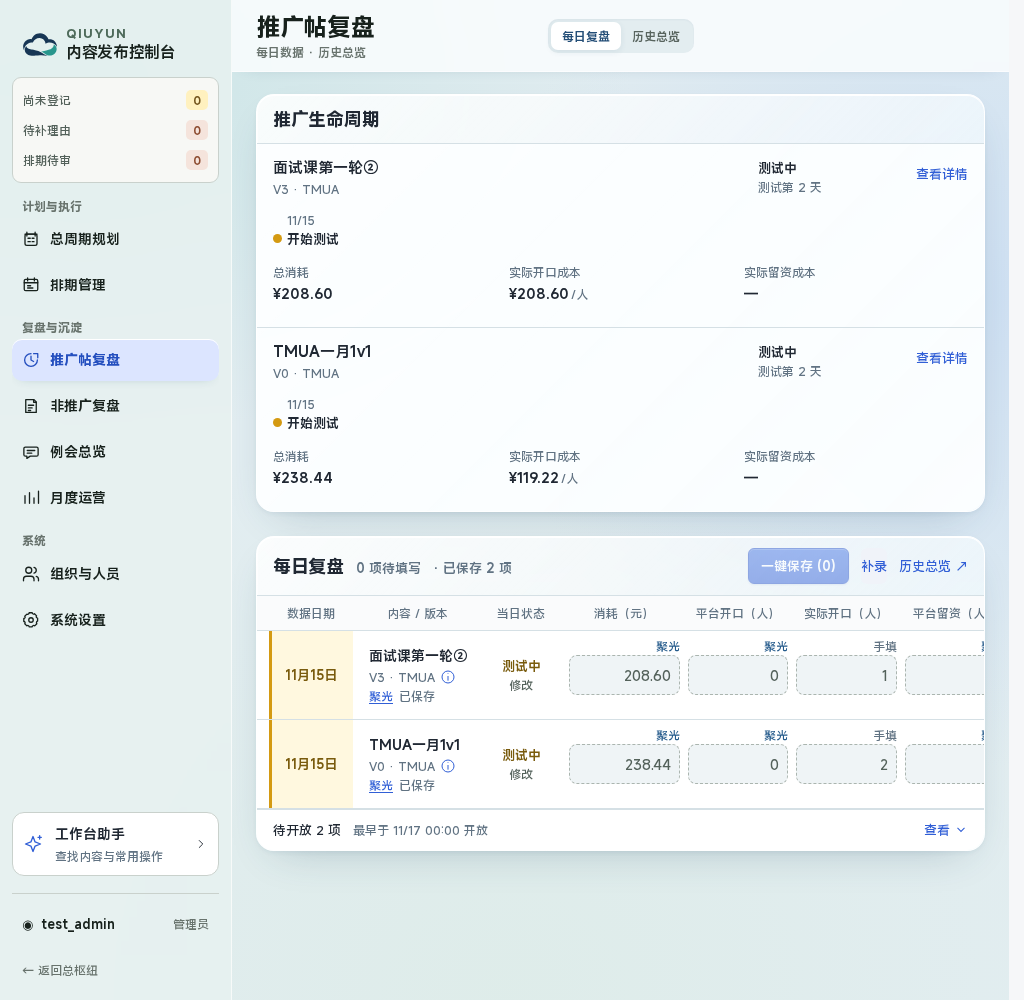 QIUYUN
内容发布控制台
尚未登记 0
待补理由 0
排期待审 0
计划与执行
总周期规划
排期管理
复盘与沉淀
推广帖复盘
非推广复盘
例会总览
月度运营
系统
组织与人员
系统设置
工作台助手
查找内容与常用操作
test_admin 管理员
← 返回总枢纽
推广帖复盘
每日数据 · 历史总览
每日复盘 历史总览
推广生命周期
面试课第一轮②
V3 · TMUA
测试中
测试第 2 天
查看详情
11/15
开始测试
总消耗 实际开口成本 实际留资成本
¥208.60 ¥208.60 /人 —
TMUA一月1v1
V0 · TMUA
测试中
测试第 2 天
查看详情
11/15
开始测试
总消耗 实际开口成本 实际留资成本
¥238.44 ¥119.22 /人 —
每日复盘 0 项待填写 · 已保存 2 项
一键保存 (0) 补录 历史总览 ↗
数据日期 内容 / 版本 当日状态 消耗（元） 平台开口（人） 实际开口（人） 平台留资（人
11月15日
面试课第一轮②
V3 · TMUA
聚光 已保存
测试中
修改
聚光 聚光 手填
208.60 0 1
11月15日
TMUA一月1v1
V0 · TMUA
聚光 已保存
测试中
修改
聚光 聚光 手填
238.44 0 2
待开放 2 项 最早于 11/17 00:00 开放
查看